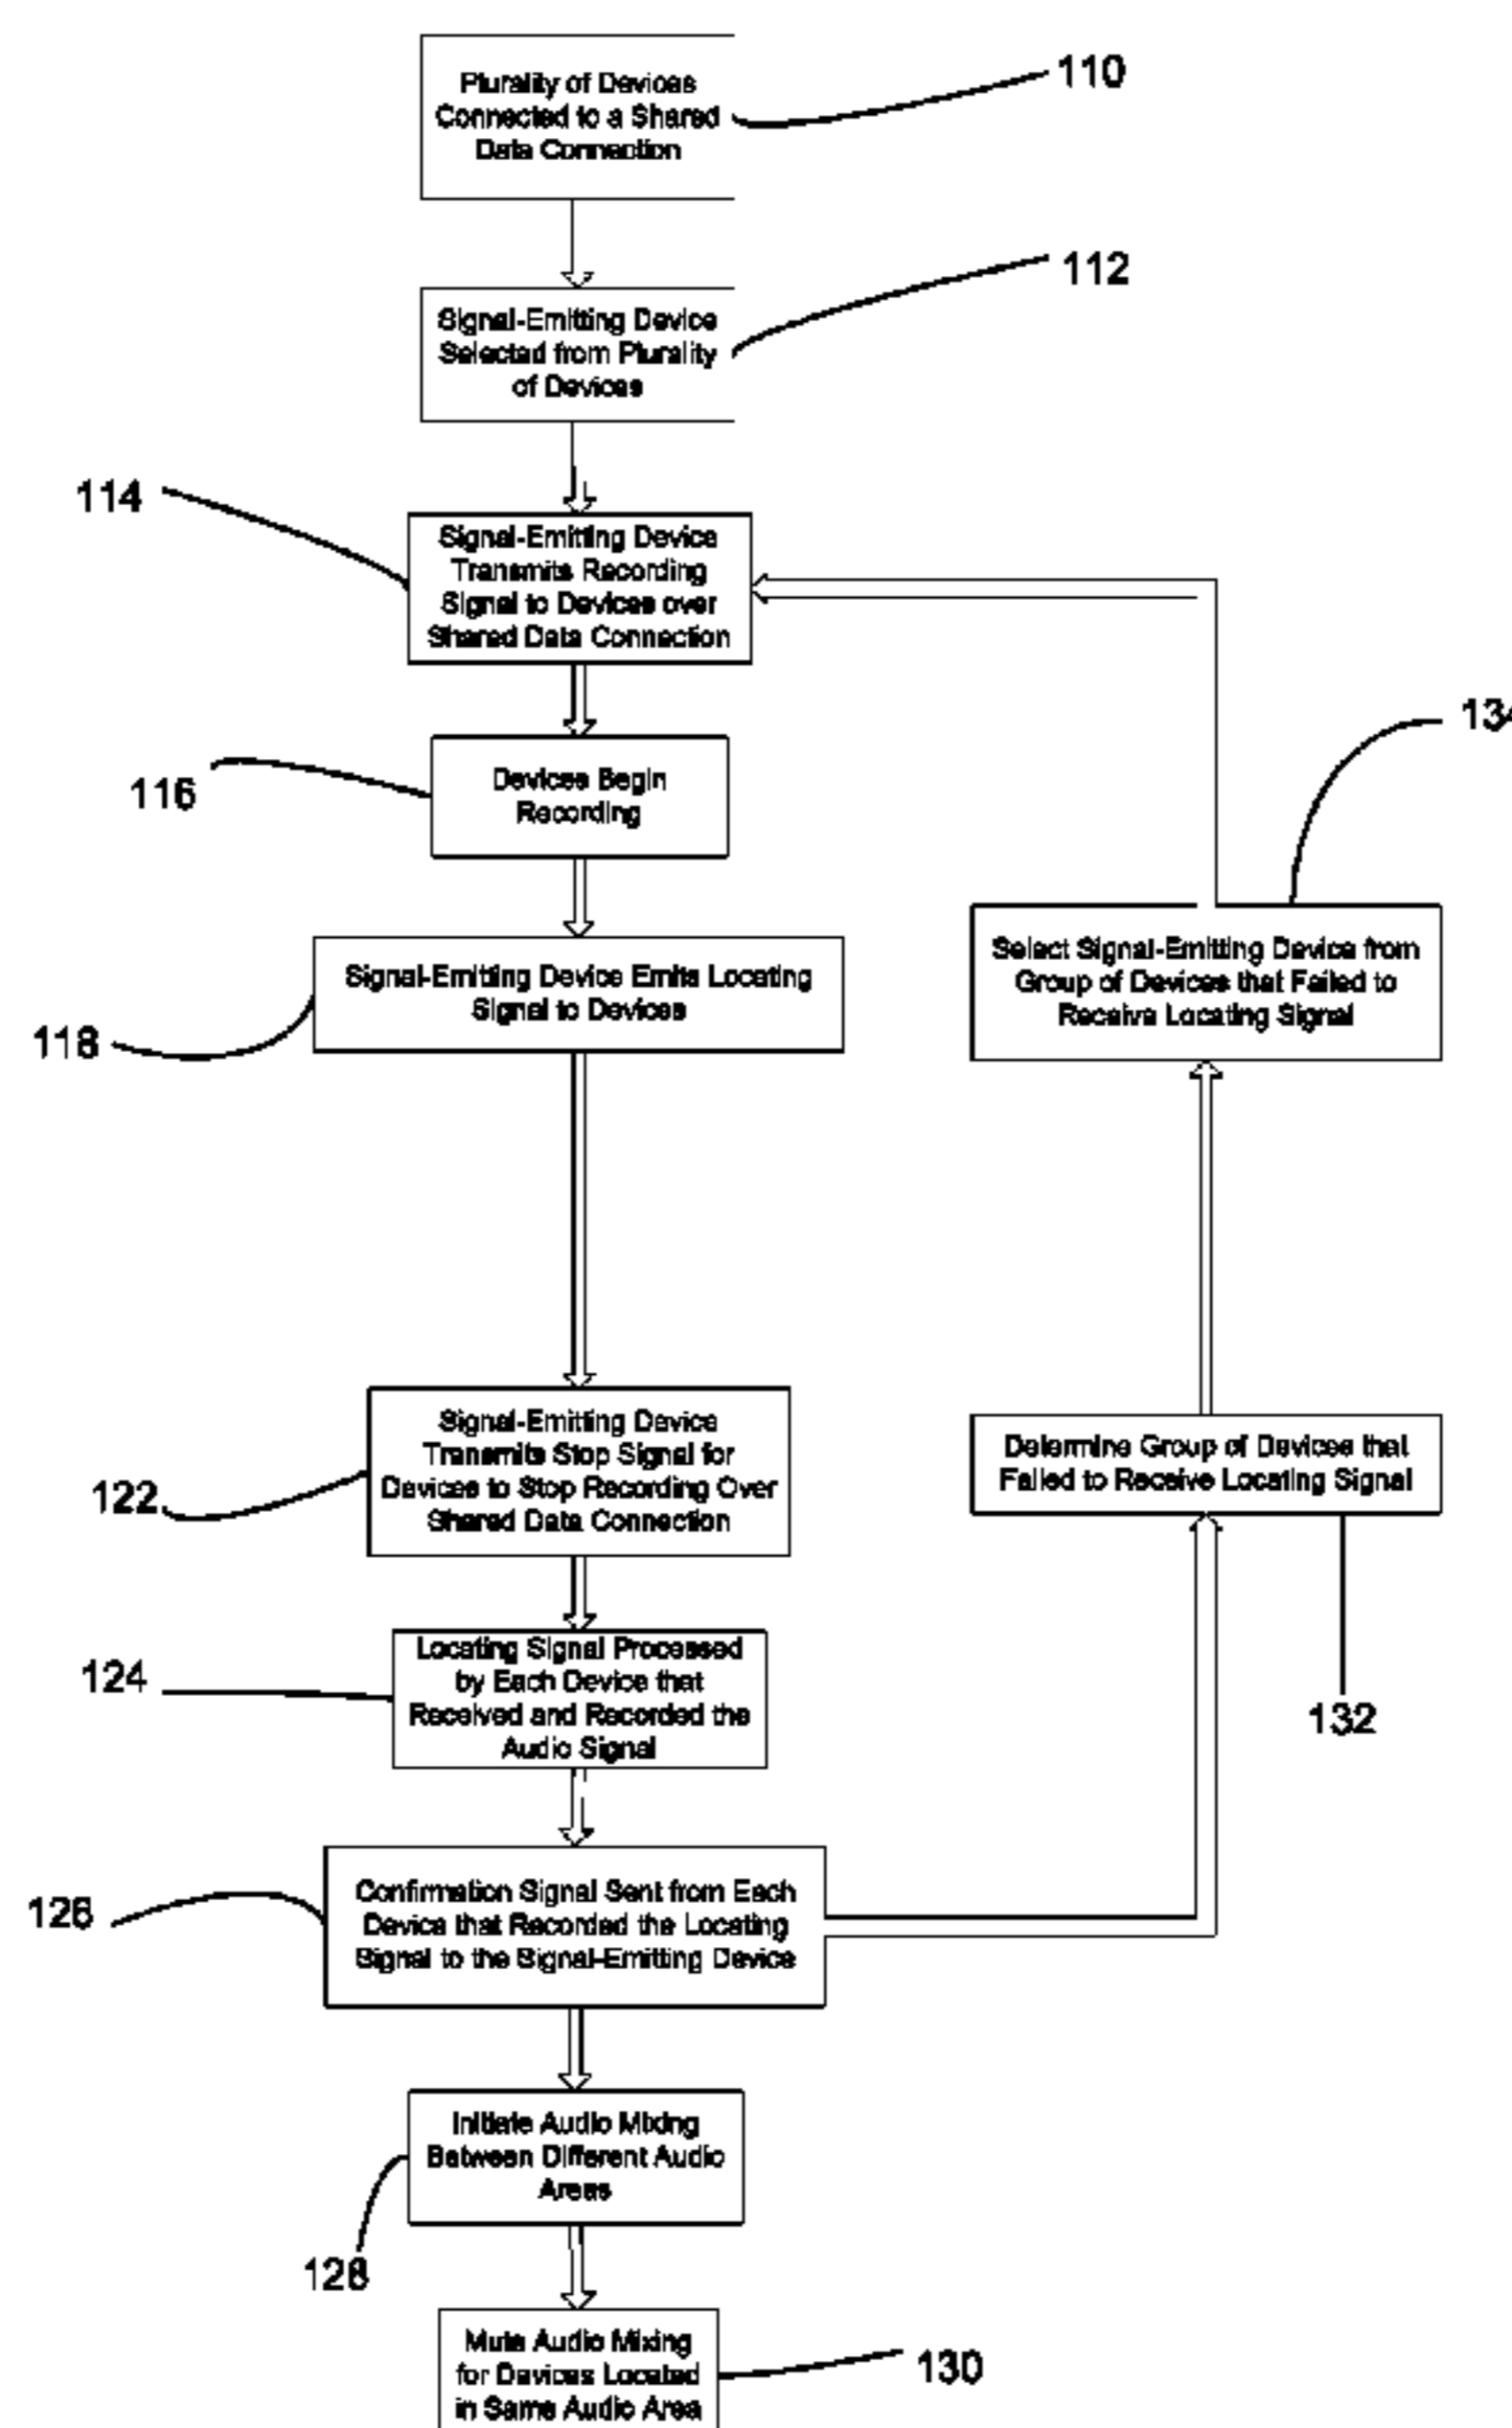 Plurality of Devices
Connected to a Shared
Data Connection
110
Signal-Emitting Device
Selected from Plurality
of Devices
112
114
Signal-Emitting Device
Transmits Recording
Signal to Devices over
Shared Data Connection
116
Devices Begin
Recording
134
118
Signal-Emitting Device Emits Locating
Signal to Devices
Select Signal-Emitting Device from
Group of Devices that Failed to
Receive Locating Signal
122
Signal-Emitting Device
Transmits Stop Signal for
Devices to Stop Recording Over
Shared Data Connection
Determine Group of Devices that
Failed to Receive Locating Signal
132
124
Locating Signal Processed
by Each Device that
Received and Recorded the
Audio Signal
126
Confirmation Signal Sent from Each
Device that Recorded the Locating
Signal to the Signal-Emitting Device
128
Initiate Audio Mixing
Between Different Audio
Areas
Mute Audio Mixing
for Devices Located
in Same Audio Area
130